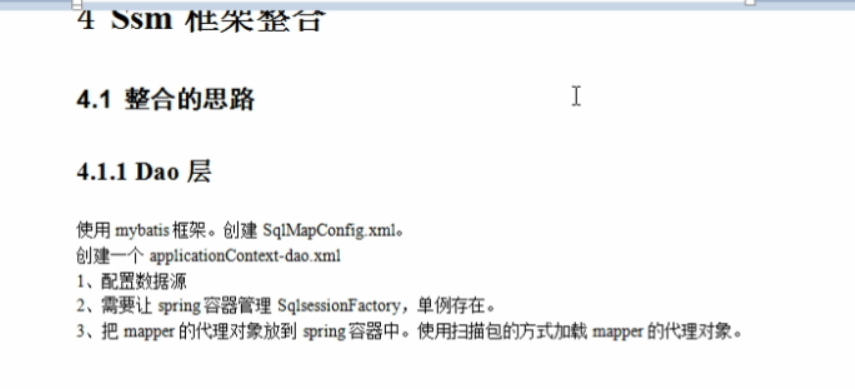 4 Ssm 框架整合
4.1 整合的思路
4.1.1 Dao 层
使用 mybatis 框架。创建 SqlMapConfig.xml。
创建一个 applicationContext-dao.xml
1、配置数据源
2、需要让 spring 容器管理 SqlsessionFactory，单例存在。
3、把 mapper 的代理对象放到 spring 容器中。使用扫描包的方式加载 mapper 的代理对象。